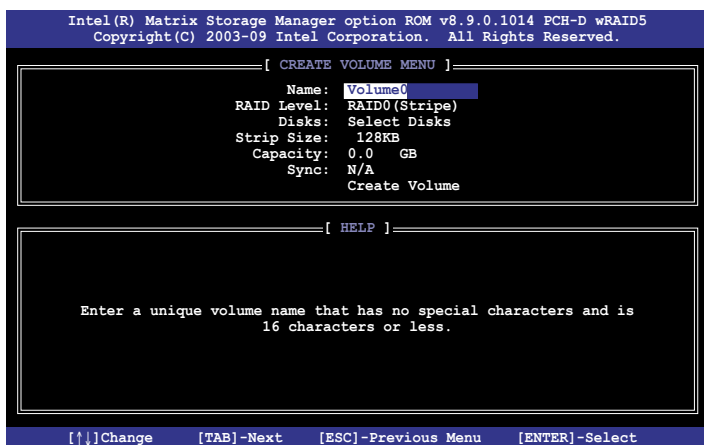 Intel(R) Matrix Storage Manager option ROM v8.9.0.1014 PCH-D wRAID5
Copyright(C) 2003-09 Intel Corporation. All Rights Reserved.
[ CREATE VOLUME MENU ]
Name: Volume0
RAID Level: RAID0(Stripe)
Disks: Select Disks
Strip Size: 128KB
Capacity: 0.0 GB
Sync: N/A
Create Volume
[ HELP ]
Enter a unique volume name that has no special characters and is
16 characters or less.
[↑↓]Change [TAB]-Next [ESC]-Previous Menu [ENTER]-Select